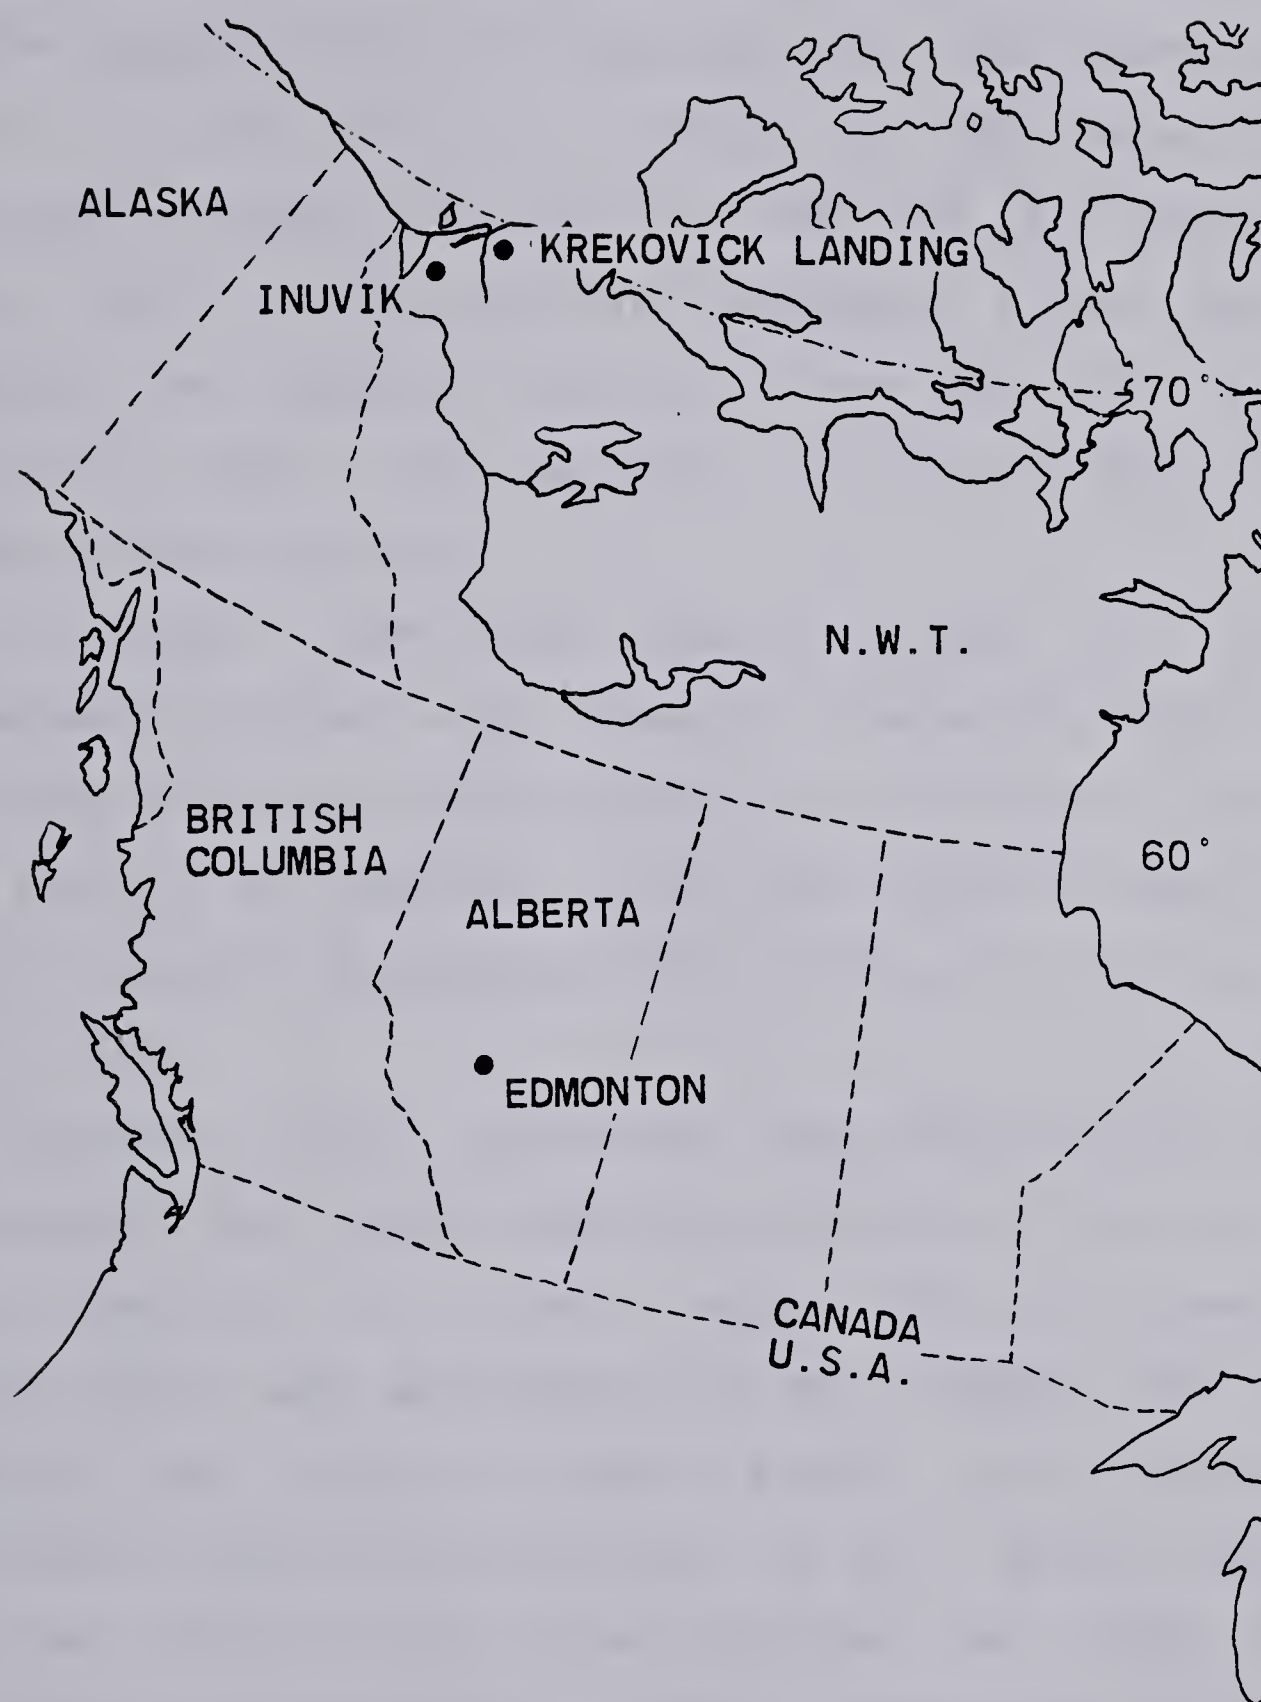 ALASKA
KREKOVICK LANDING
INUVIK
70°
N.W.T.
BRITISH
COLUMBIA
60°
ALBERTA
EDMONTON
CANADA
U.S.A.